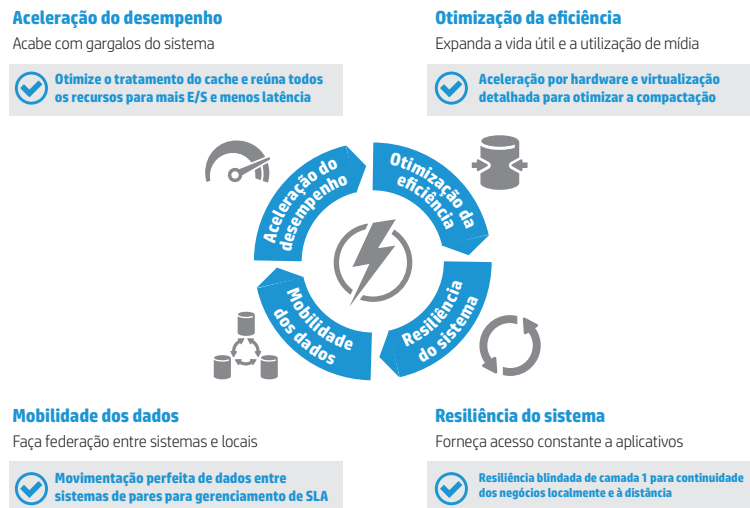 Aceleração do desempenho
Acabe com gargalos do sistema
Otimize o tratamento do cache e reúna todos
os recursos para mais E/S e menos latência
Otimização da eficiência
Expanda a vida útil e a utilização de mídia
Aceleração por hardware e virtualização
detalhada para otimizar a compactação
Aceleração do
desempenho
Otimização da
eficiência
Mobilidade
dos dados
Resiliência
do sistema
Mobilidade dos dados
Faça federação entre sistemas e locais
Movimentação perfeita de dados entre
sistemas de pares para gerenciamento de SLA
Resiliência do sistema
Forneça acesso constante a aplicativos
Resiliência blindada de camada 1 para continuidade
dos negócios localmente e à distância